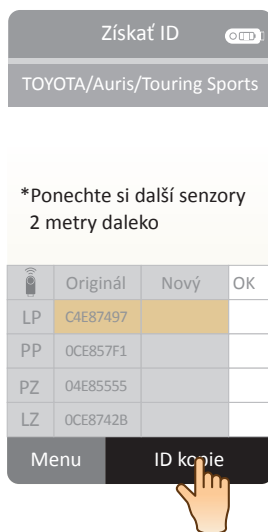 Získať ID
TOYOTA/Auris/Touring Sports
*Ponechte si další senzory
2 metry daleko
Originál Nový OK
LP C4E87497
PP 0CE857F1
PZ 04E85555
LZ 0CE8742B
Menu ID kopie